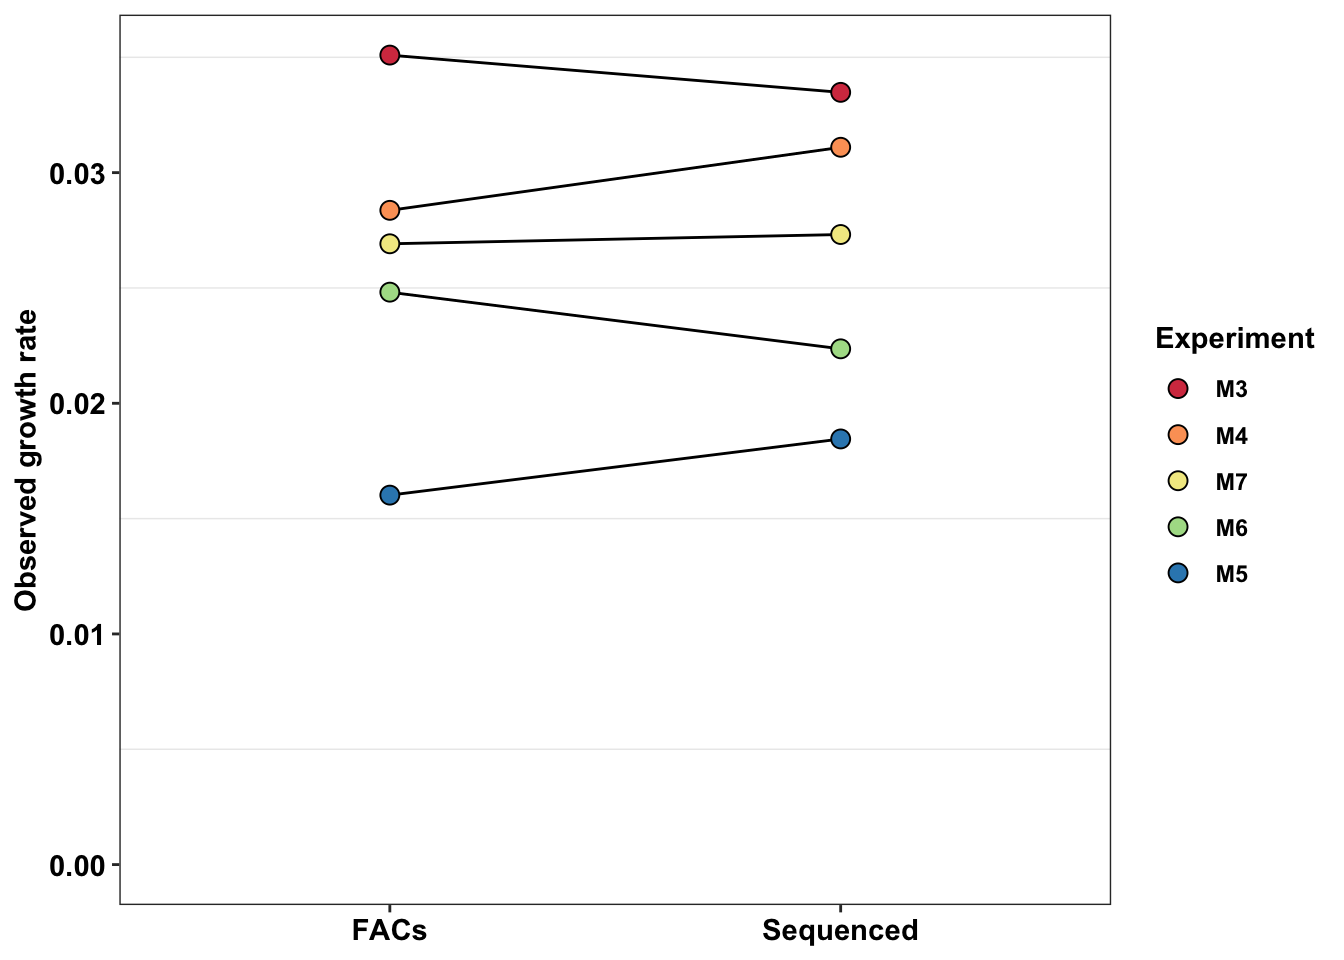 Observed growth rate
0.03
0.02
0.01
0.00
FACs
Sequenced
Experiment
M3
M4
M7
M6
M5